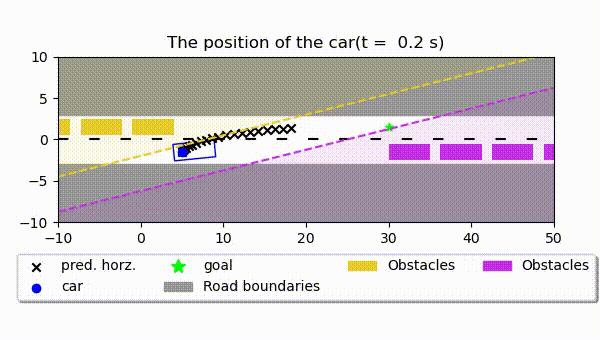 The position of the car(t =  0.2 s)
10
5
0
−5
−10
−10 0 10 20 30 40 50
pred. horz. goal Obstacles Obstacles
car Road boundaries